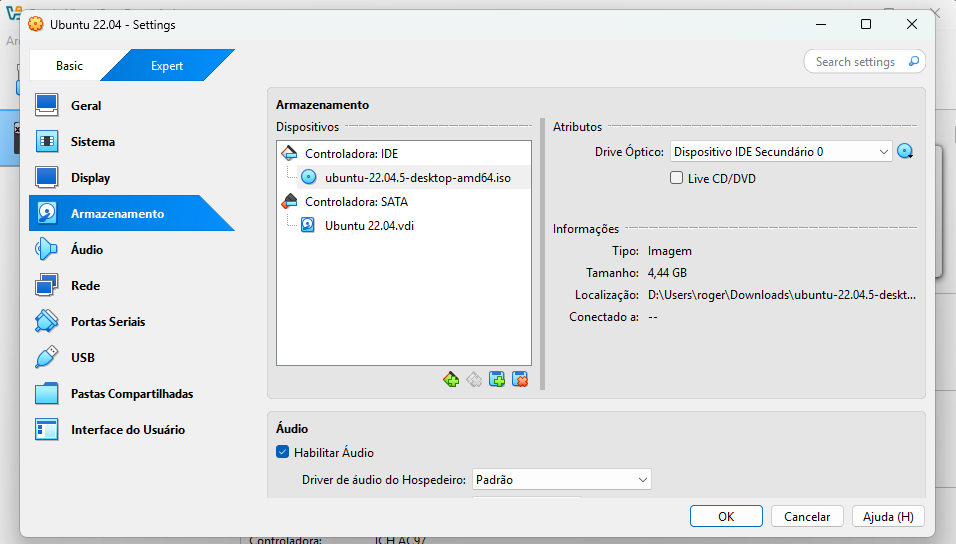 Ubuntu 22.04 - Settings
Basic
Expert
Search settings
Geral
Sistema
Display
Armazenamento
Áudio
Rede
Portas Seriais
USB
Pastas Compartilhadas
Interface do Usuário
Armazenamento
Dispositivos
Controladora: IDE
ubuntu-22.04.5-desktop-amd64.iso
Controladora: SATA
Ubuntu 22.04.vdi
Atributos
Drive Óptico: Dispositivo IDE Secundário 0
Live CD/DVD
Informações
Tipo: Imagem
Tamanho: 4,44 GB
Localização: D:\Users\roger\Downloads\ubuntu-22.04.5-deskt...
Conectado a: --
Áudio
Habilitar Áudio
Driver de áudio do Hospedeiro: Padrão
OK
Cancelar
Ajuda (H)
Controladora: ICH AC97